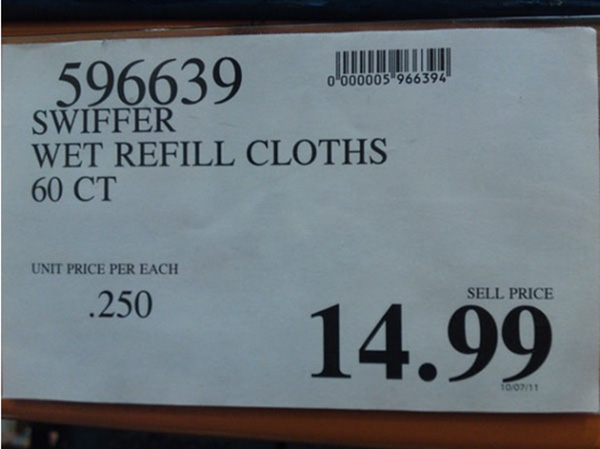 596639
0 000005 966394
SWIFFER
WET REFILL CLOTHS
60 CT
UNIT PRICE PER EACH
.250
SELL PRICE
14.99
10/07/11